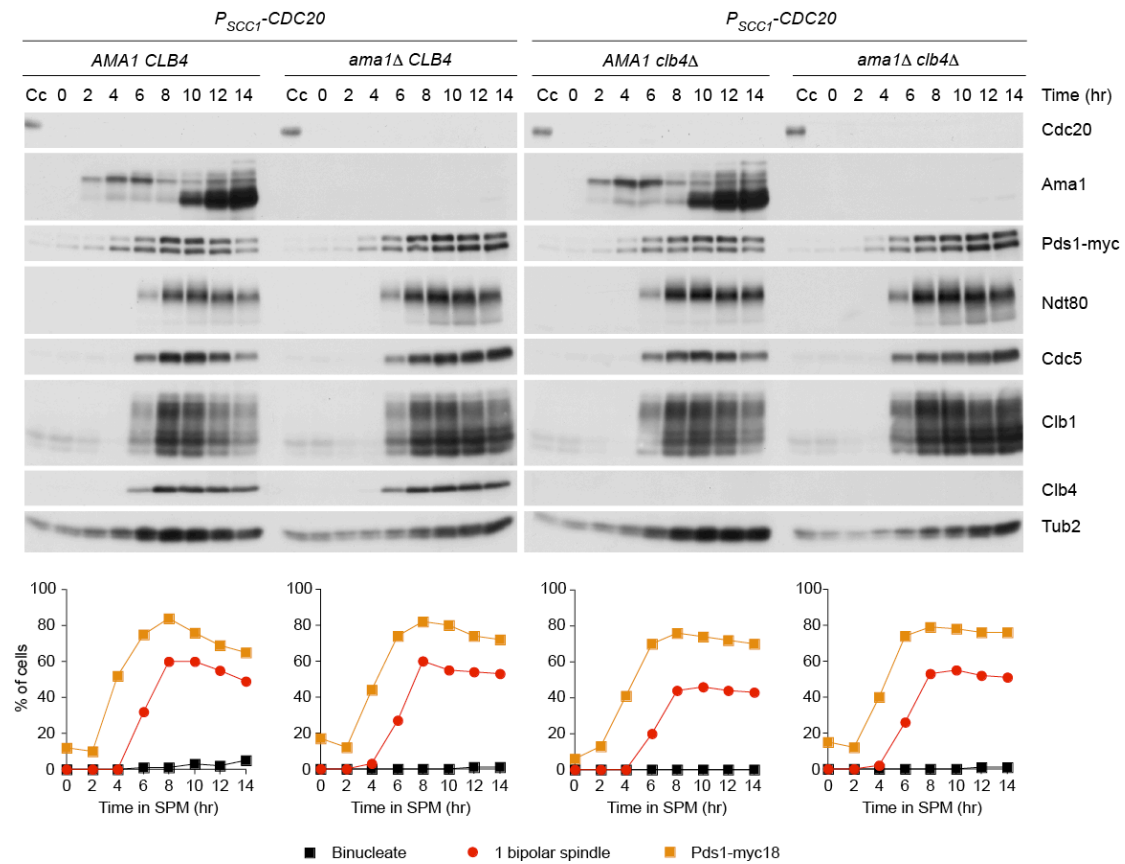 PSCC1-CDC20 PSCC1-CDC20
AMA1 CLB4 ama1Δ CLB4 AMA1 clb4Δ ama1Δ clb4Δ
Cc 0 2 4 6 8 10 12 14 Cc 0 2 4 6 8 10 12 14 Cc 0 2 4 6 8 10 12 14 Cc 0 2 4 6 8 10 12 14 Time (hr)
Cdc20
Ama1
Pds1-myc
Ndt80
Cdc5
Clb1
Clb4
Tub2
100 100 100 100
80 80 80 80
60 60 60 60
40 40 40 40
20 20 20 20
0 0 0 0
% of cells
0 2 4 6 8 10 12 14 0 2 4 6 8 10 12 14 0 2 4 6 8 10 12 14 0 2 4 6 8 10 12 14
Time in SPM (hr) Time in SPM (hr) Time in SPM (hr) Time in SPM (hr)
Binucleate 1 bipolar spindle Pds1-myc18